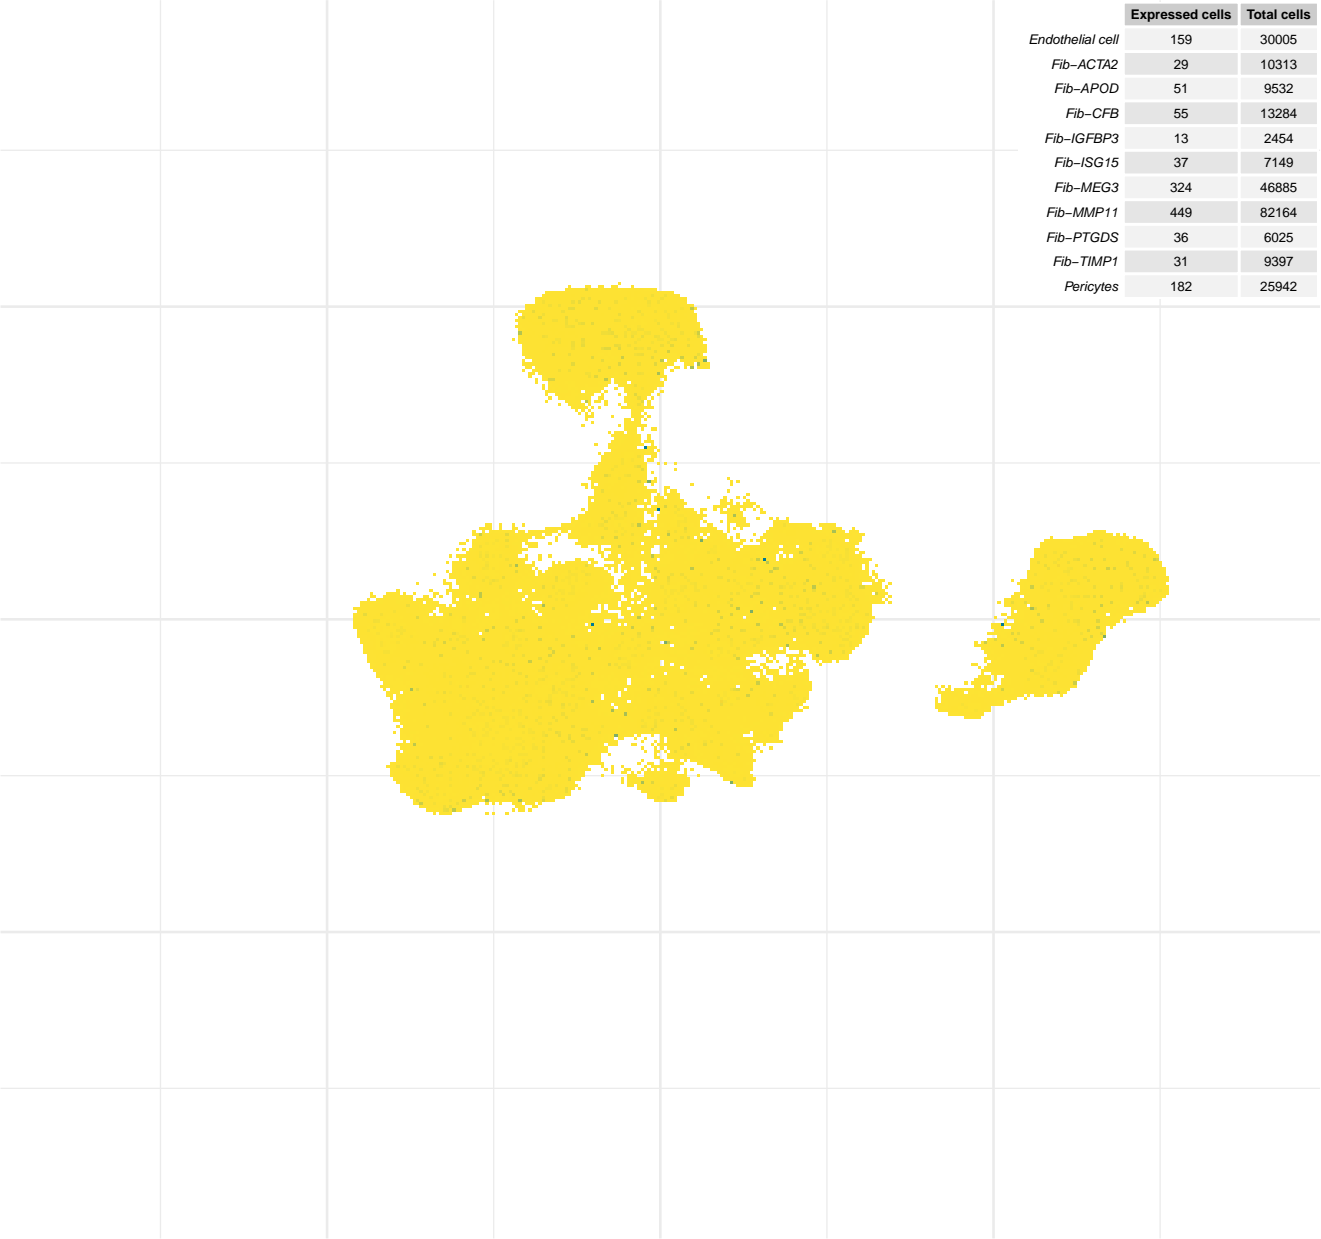 Expressed cells Total cells
Endothelial cell 159 30005
Fib−ACTA2 29 10313
Fib−APOD 51 9532
Fib−CFB 55 13284
Fib−IGFBP3 13 2454
Fib−ISG15 37 7149
Fib−MEG3 324 46885
Fib−MMP11 449 82164
Fib−PTGDS 36 6025
Fib−TIMP1 31 9397
Pericytes 182 25942